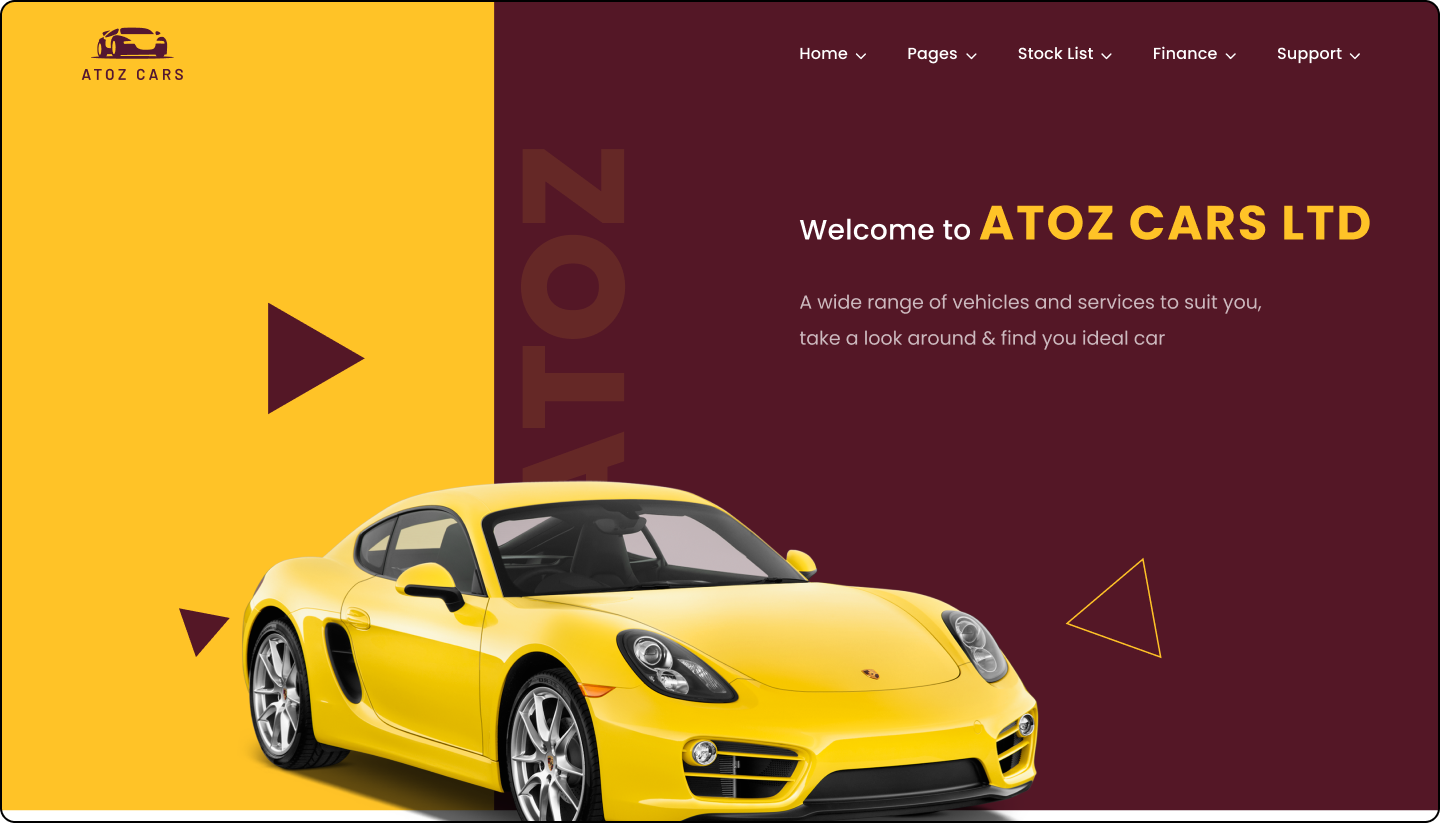 ATOZ CARS
Home Pages Stock List Finance Support
ATOZ
Welcome to ATOZ CARS LTD
A wide range of vehicles and services to suit you,
take a look around & find you ideal car